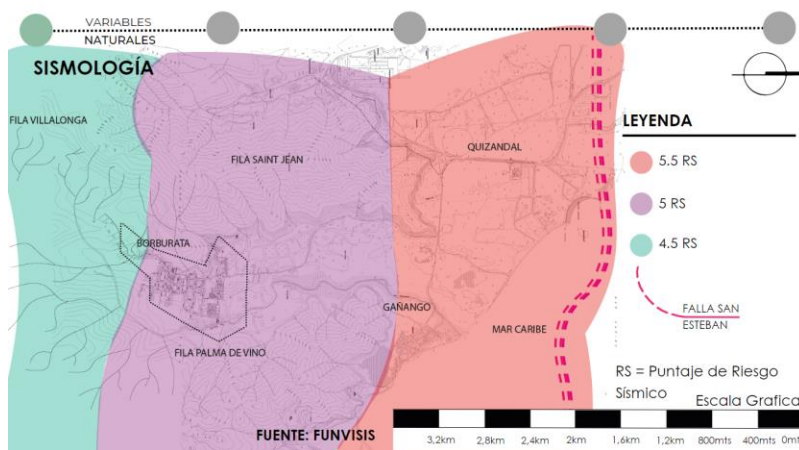 VARIABLES
NATURALES
SISMOLOGÍA
FILA VILLALONGA
FILA SAINT JEAN
QUIZANDAL
BORBURATA
GAÑANGO
MAR CARIBE
FILA PALMA DE VINO
FUENTE: FUNVISIS
LEYENDA
5.5 RS
5 RS
4.5 RS
FALLA SAN
ESTEBAN
RS = Puntaje de Riesgo
Sísmico
Escala Grafica
3,2km 2,8km 2,4km 2km 1,6km 1,2km 800mts 400mts 0mt